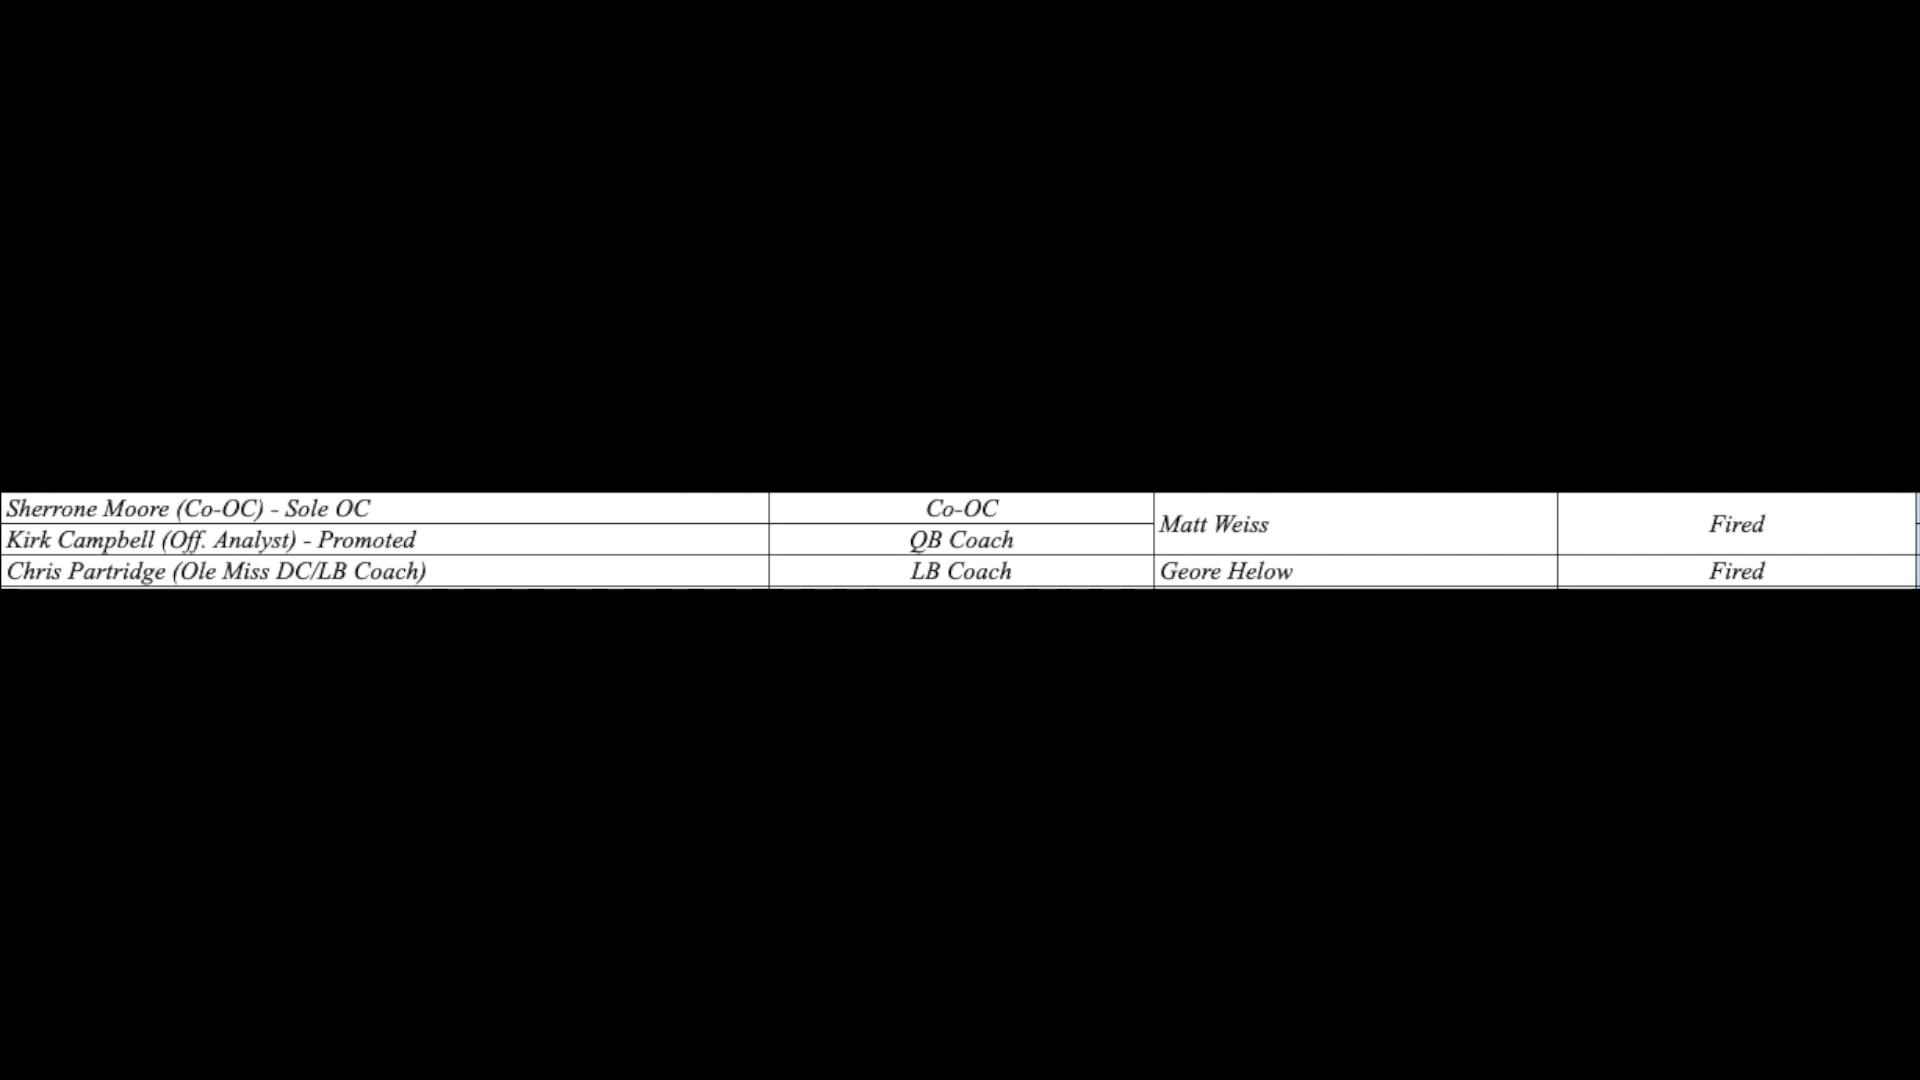 Sherrone Moore (Co-OC) - Sole OC Co-OC
Matt Weiss Fired
Kirk Campbell (Off. Analyst) - Promoted QB Coach
Chris Partridge (Ole Miss DC/LB Coach) LB Coach Geore Helow Fired